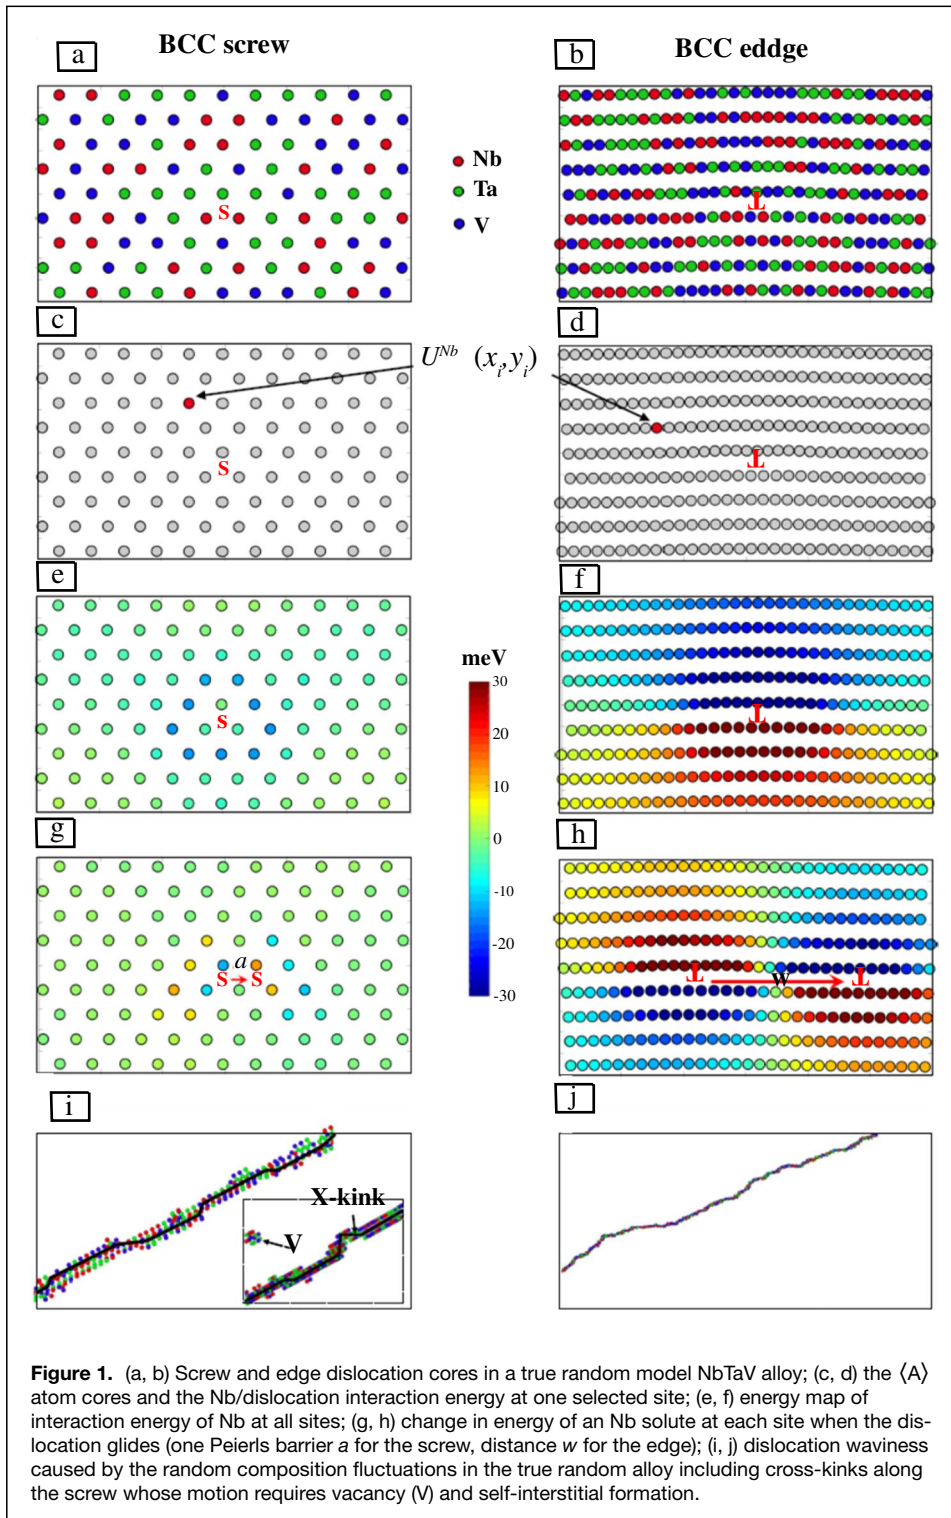 BCC screw
BCC eddge
a
b
Nb
Ta
V
S
⊥
c
d
U^Nb (x_i, y_i)
S
⊥
e
f
meV
30
20
10
0
-10
-20
-30
S
⊥
g
h
a
S → S
⊥ w ⊥
i
j
X-kink
V
Figure 1. (a, b) Screw and edge dislocation cores in a true random model NbTaV alloy; (c, d) the ⟨A⟩
atom cores and the Nb/dislocation interaction energy at one selected site; (e, f) energy map of
interaction energy of Nb at all sites; (g, h) change in energy of an Nb solute at each site when the dis-
location glides (one Peierls barrier a for the screw, distance w for the edge); (i, j) dislocation waviness
caused by the random composition fluctuations in the true random alloy including cross-kinks along
the screw whose motion requires vacancy (V) and self-interstitial formation.